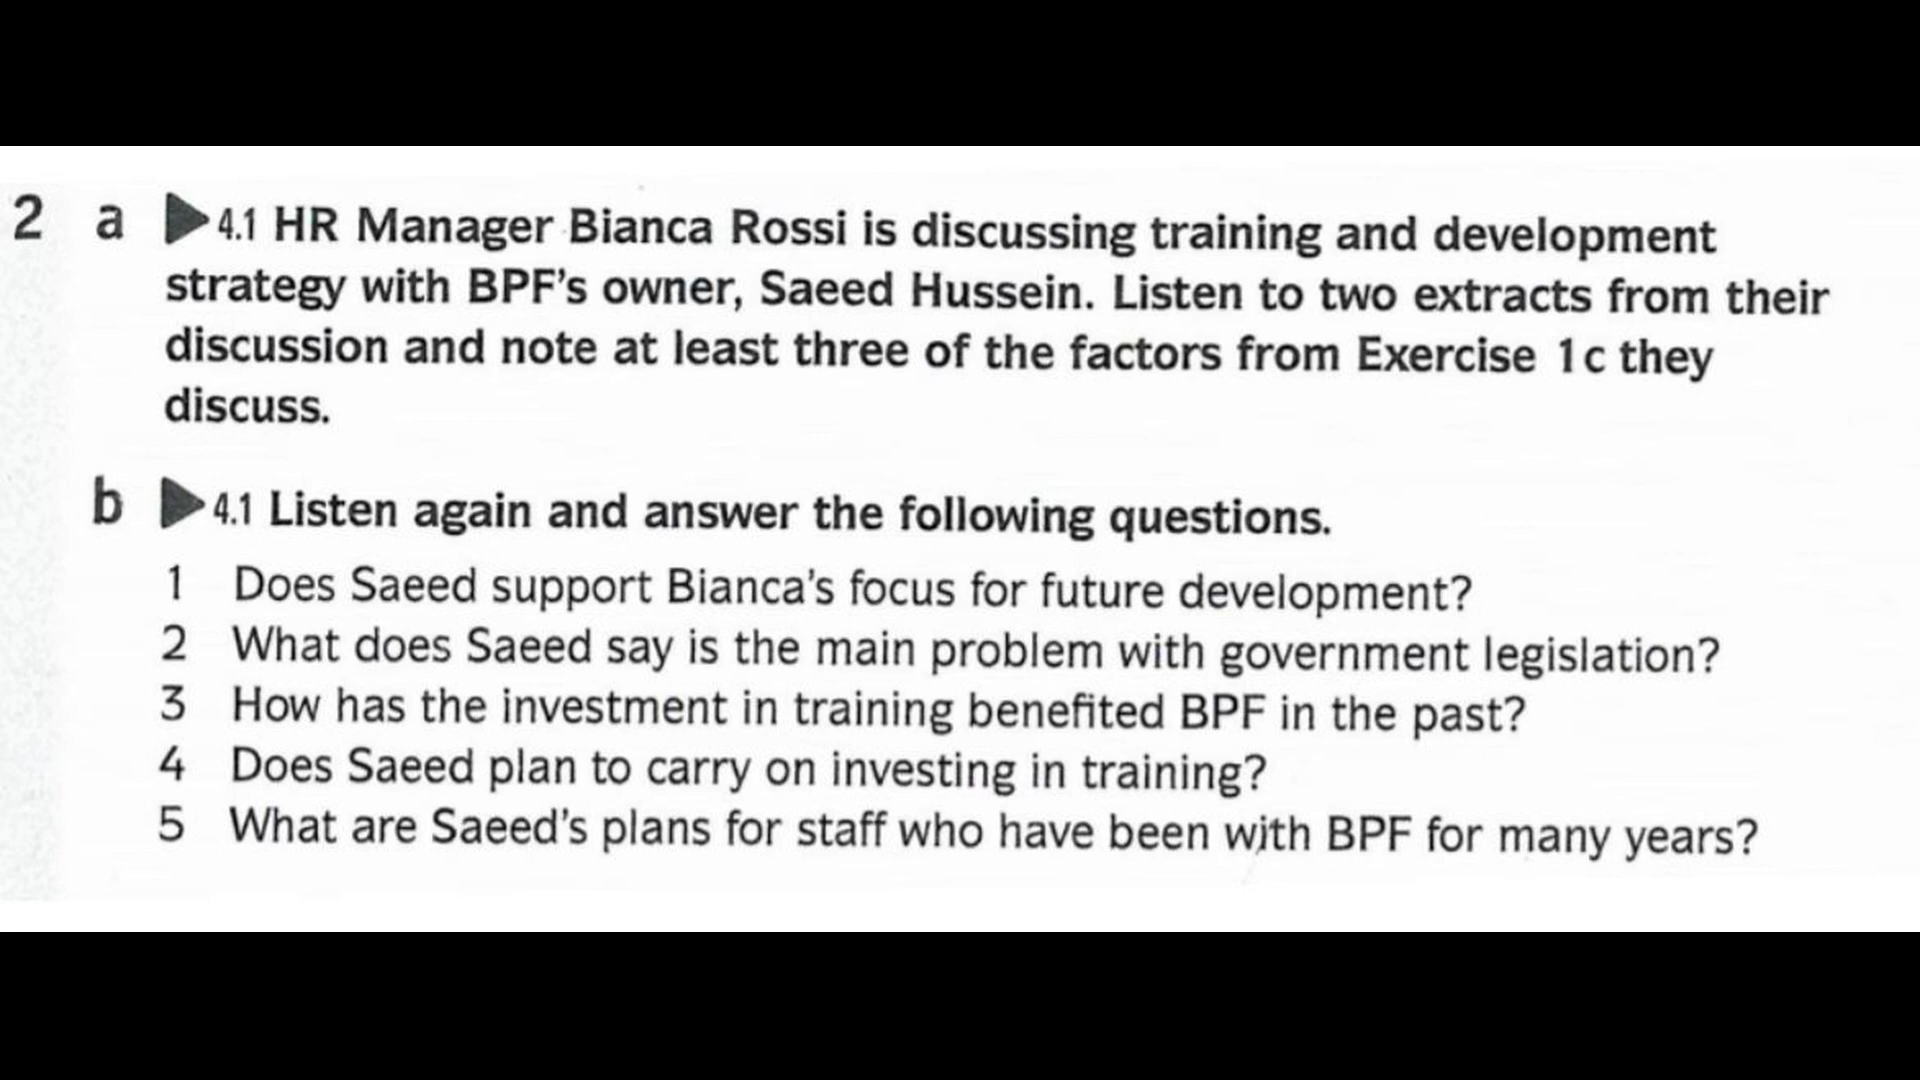 2 a ▶4.1 HR Manager Bianca Rossi is discussing training and development
strategy with BPF's owner, Saeed Hussein. Listen to two extracts from their
discussion and note at least three of the factors from Exercise 1c they
discuss.
b ▶4.1 Listen again and answer the following questions.
1 Does Saeed support Bianca's focus for future development?
2 What does Saeed say is the main problem with government legislation?
3 How has the investment in training benefited BPF in the past?
4 Does Saeed plan to carry on investing in training?
5 What are Saeed's plans for staff who have been with BPF for many years?